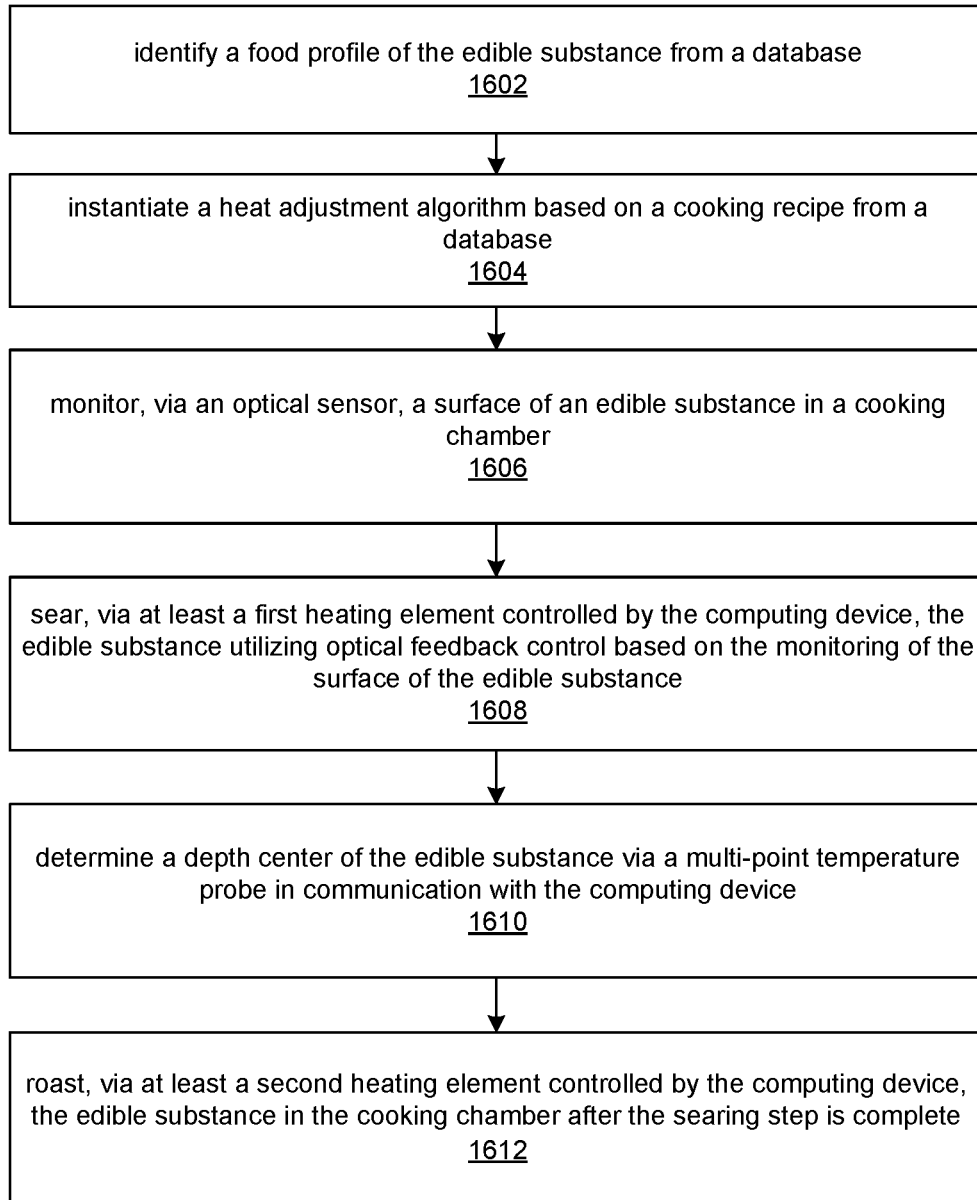 identify a food profile of the edible substance from a database
1602
instantiate a heat adjustment algorithm based on a cooking recipe from a
database
1604
monitor, via an optical sensor, a surface of an edible substance in a cooking
chamber
1606
sear, via at least a first heating element controlled by the computing device, the
edible substance utilizing optical feedback control based on the monitoring of the
surface of the edible substance
1608
determine a depth center of the edible substance via a multi-point temperature
probe in communication with the computing device
1610
roast, via at least a second heating element controlled by the computing device,
the edible substance in the cooking chamber after the searing step is complete
1612